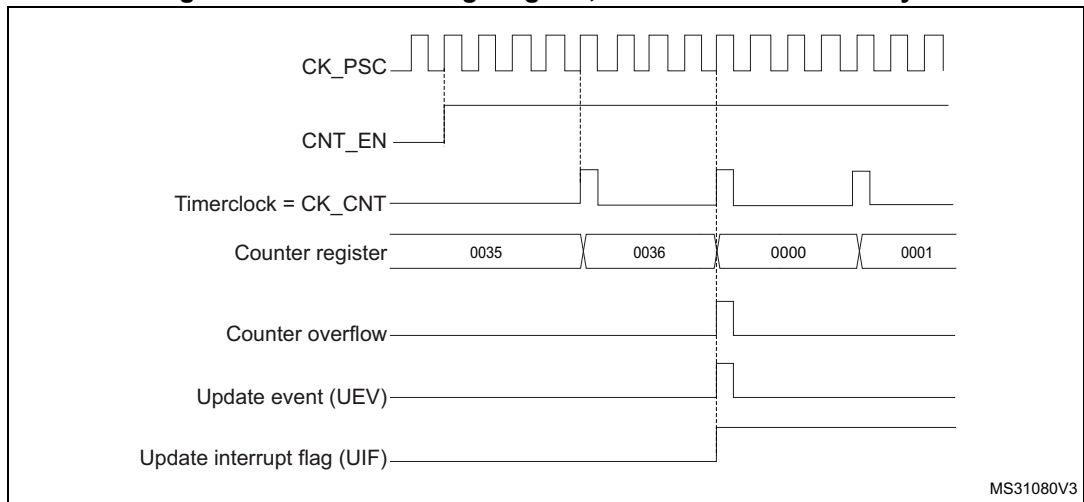 CK_PSC
CNT_EN
Timerclock = CK_CNT
Counter register 0035 0036 0000 0001
Counter overflow
Update event (UEV)
Update interrupt flag (UIF)
MS31080V3